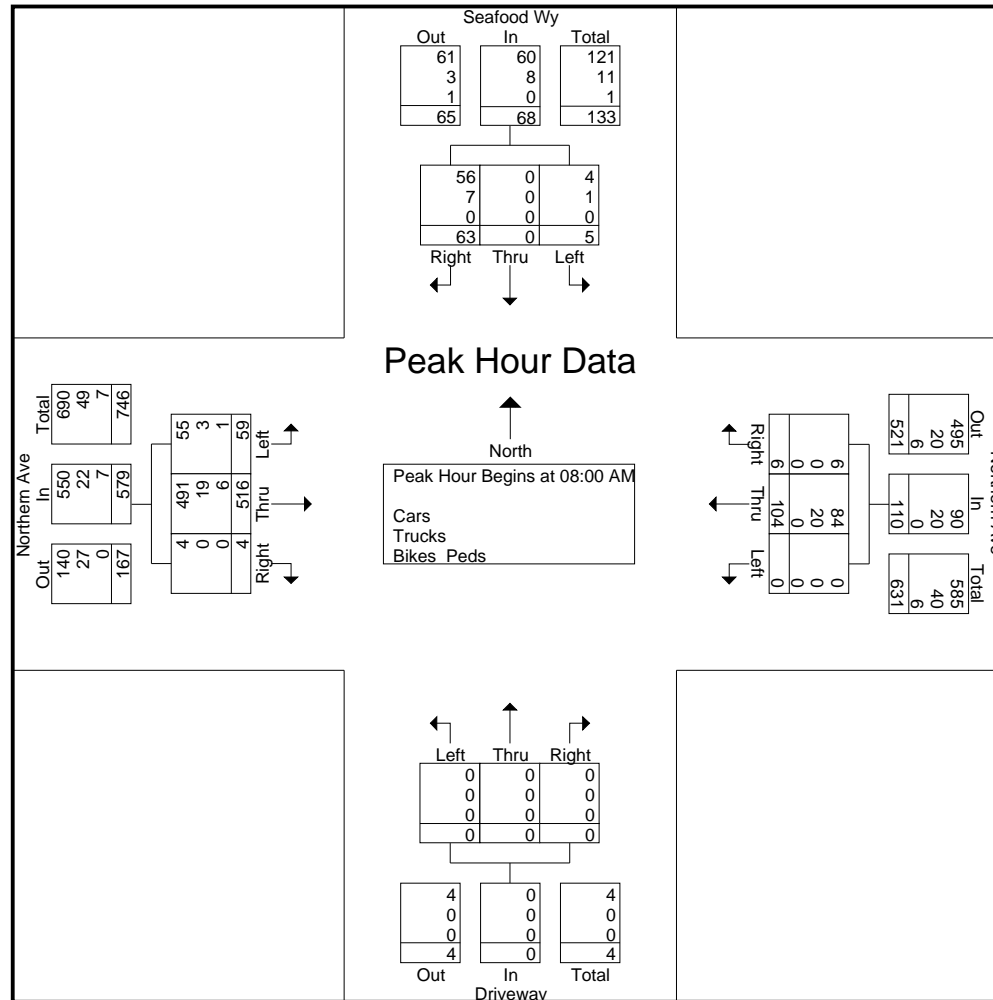 Seafood Wy
Out In Total
61 60 121
3 8 11
1 0 1
65 68 133
56 0 4
7 0 1
0 0 0
63 0 5
Right Thru Left
Peak Hour Data
North
Peak Hour Begins at 08:00 AM
Cars
Trucks
Bikes Peds
Northern Ave
Total In Out
690 550 140
49 22 27
7 7 0
746 579 167
55 491 4
3 19 0
1 6 0
59 516 4
Left Thru Right
Out In Total
495 90 585
20 20 40
6 0 6
521 110 631
6 84 0
0 20 0
0 0 0
6 104 0
Right Thru Left
Left Thru Right
0 0 0
0 0 0
0 0 0
0 0 0
4 0 4
0 0 0
0 0 0
4 0 4
Out In Total
Driveway